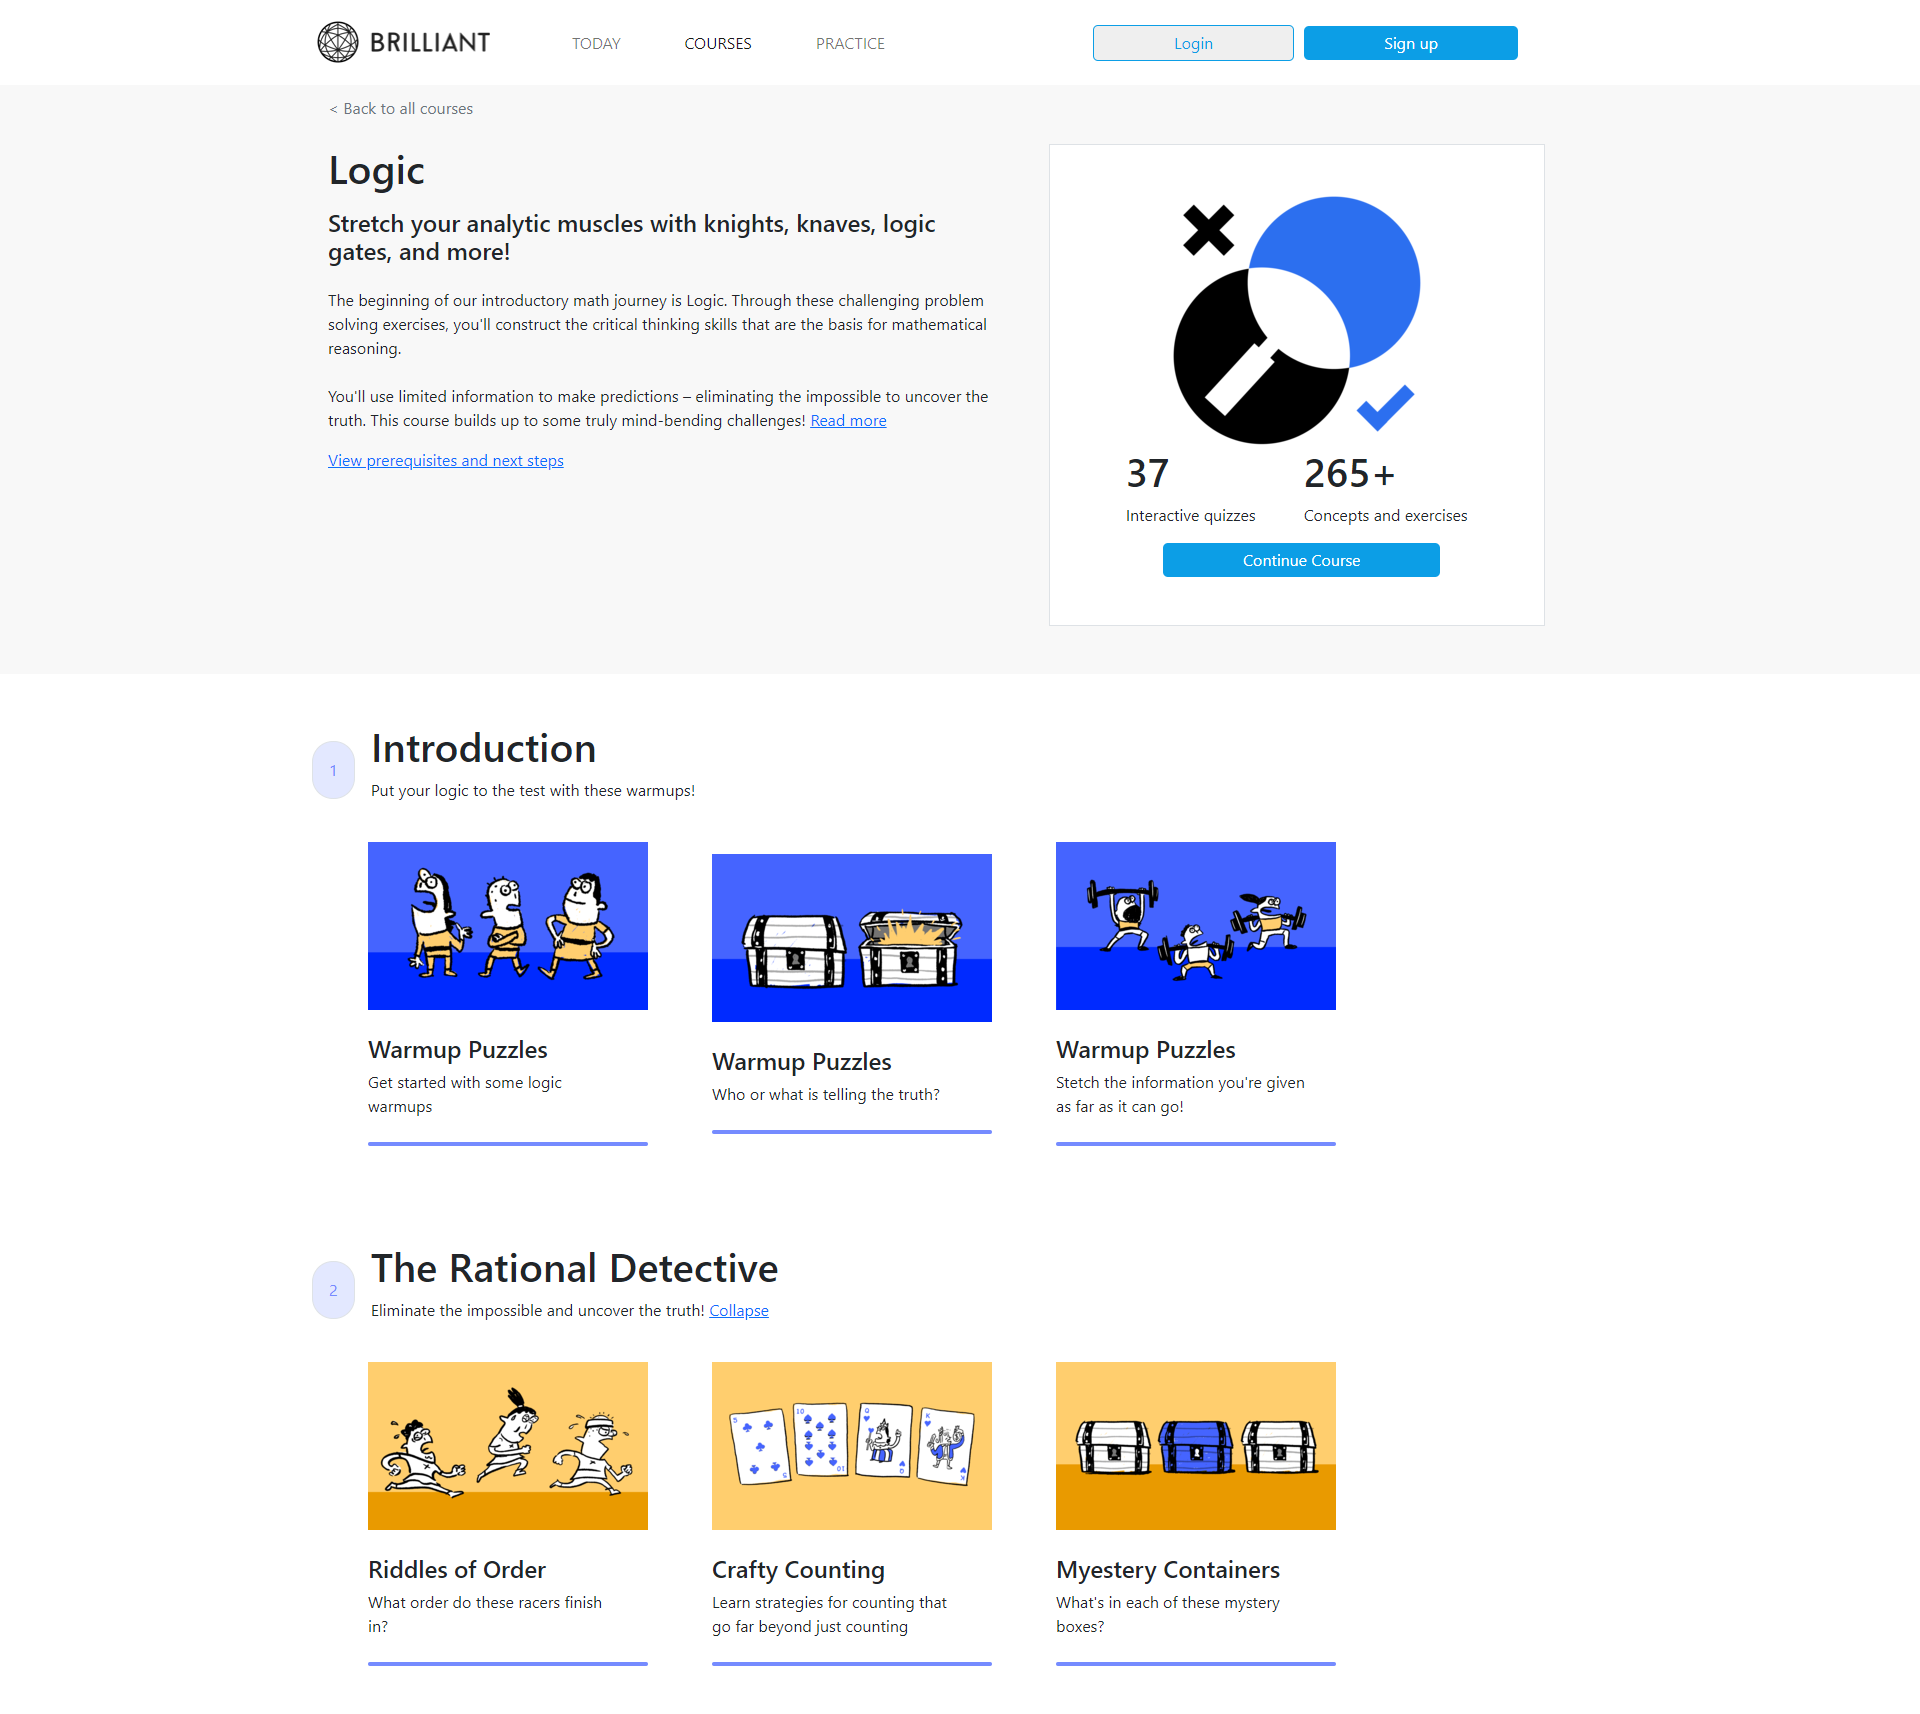 BRILLIANT
TODAY
COURSES
PRACTICE
Login
Sign up
< Back to all courses
Logic
Stretch your analytic muscles with knights, knaves, logic
gates, and more!
The beginning of our introductory math journey is Logic. Through these challenging problem
solving exercises, you'll construct the critical thinking skills that are the basis for mathematical
reasoning.
You'll use limited information to make predictions – eliminating the impossible to uncover the
truth. This course builds up to some truly mind-bending challenges! Read more
View prerequisites and next steps
37
Interactive quizzes
265+
Concepts and exercises
Continue Course
1
Introduction
Put your logic to the test with these warmups!
Warmup Puzzles
Get started with some logic
warmups
Warmup Puzzles
Who or what is telling the truth?
Warmup Puzzles
Stetch the information you're given
as far as it can go!
2
The Rational Detective
Eliminate the impossible and uncover the truth! Collapse
5
5
10
10
Q
Q
K
K
Riddles of Order
What order do these racers finish
in?
Crafty Counting
Learn strategies for counting that
go far beyond just counting
Myestery Containers
What's in each of these mystery
boxes?